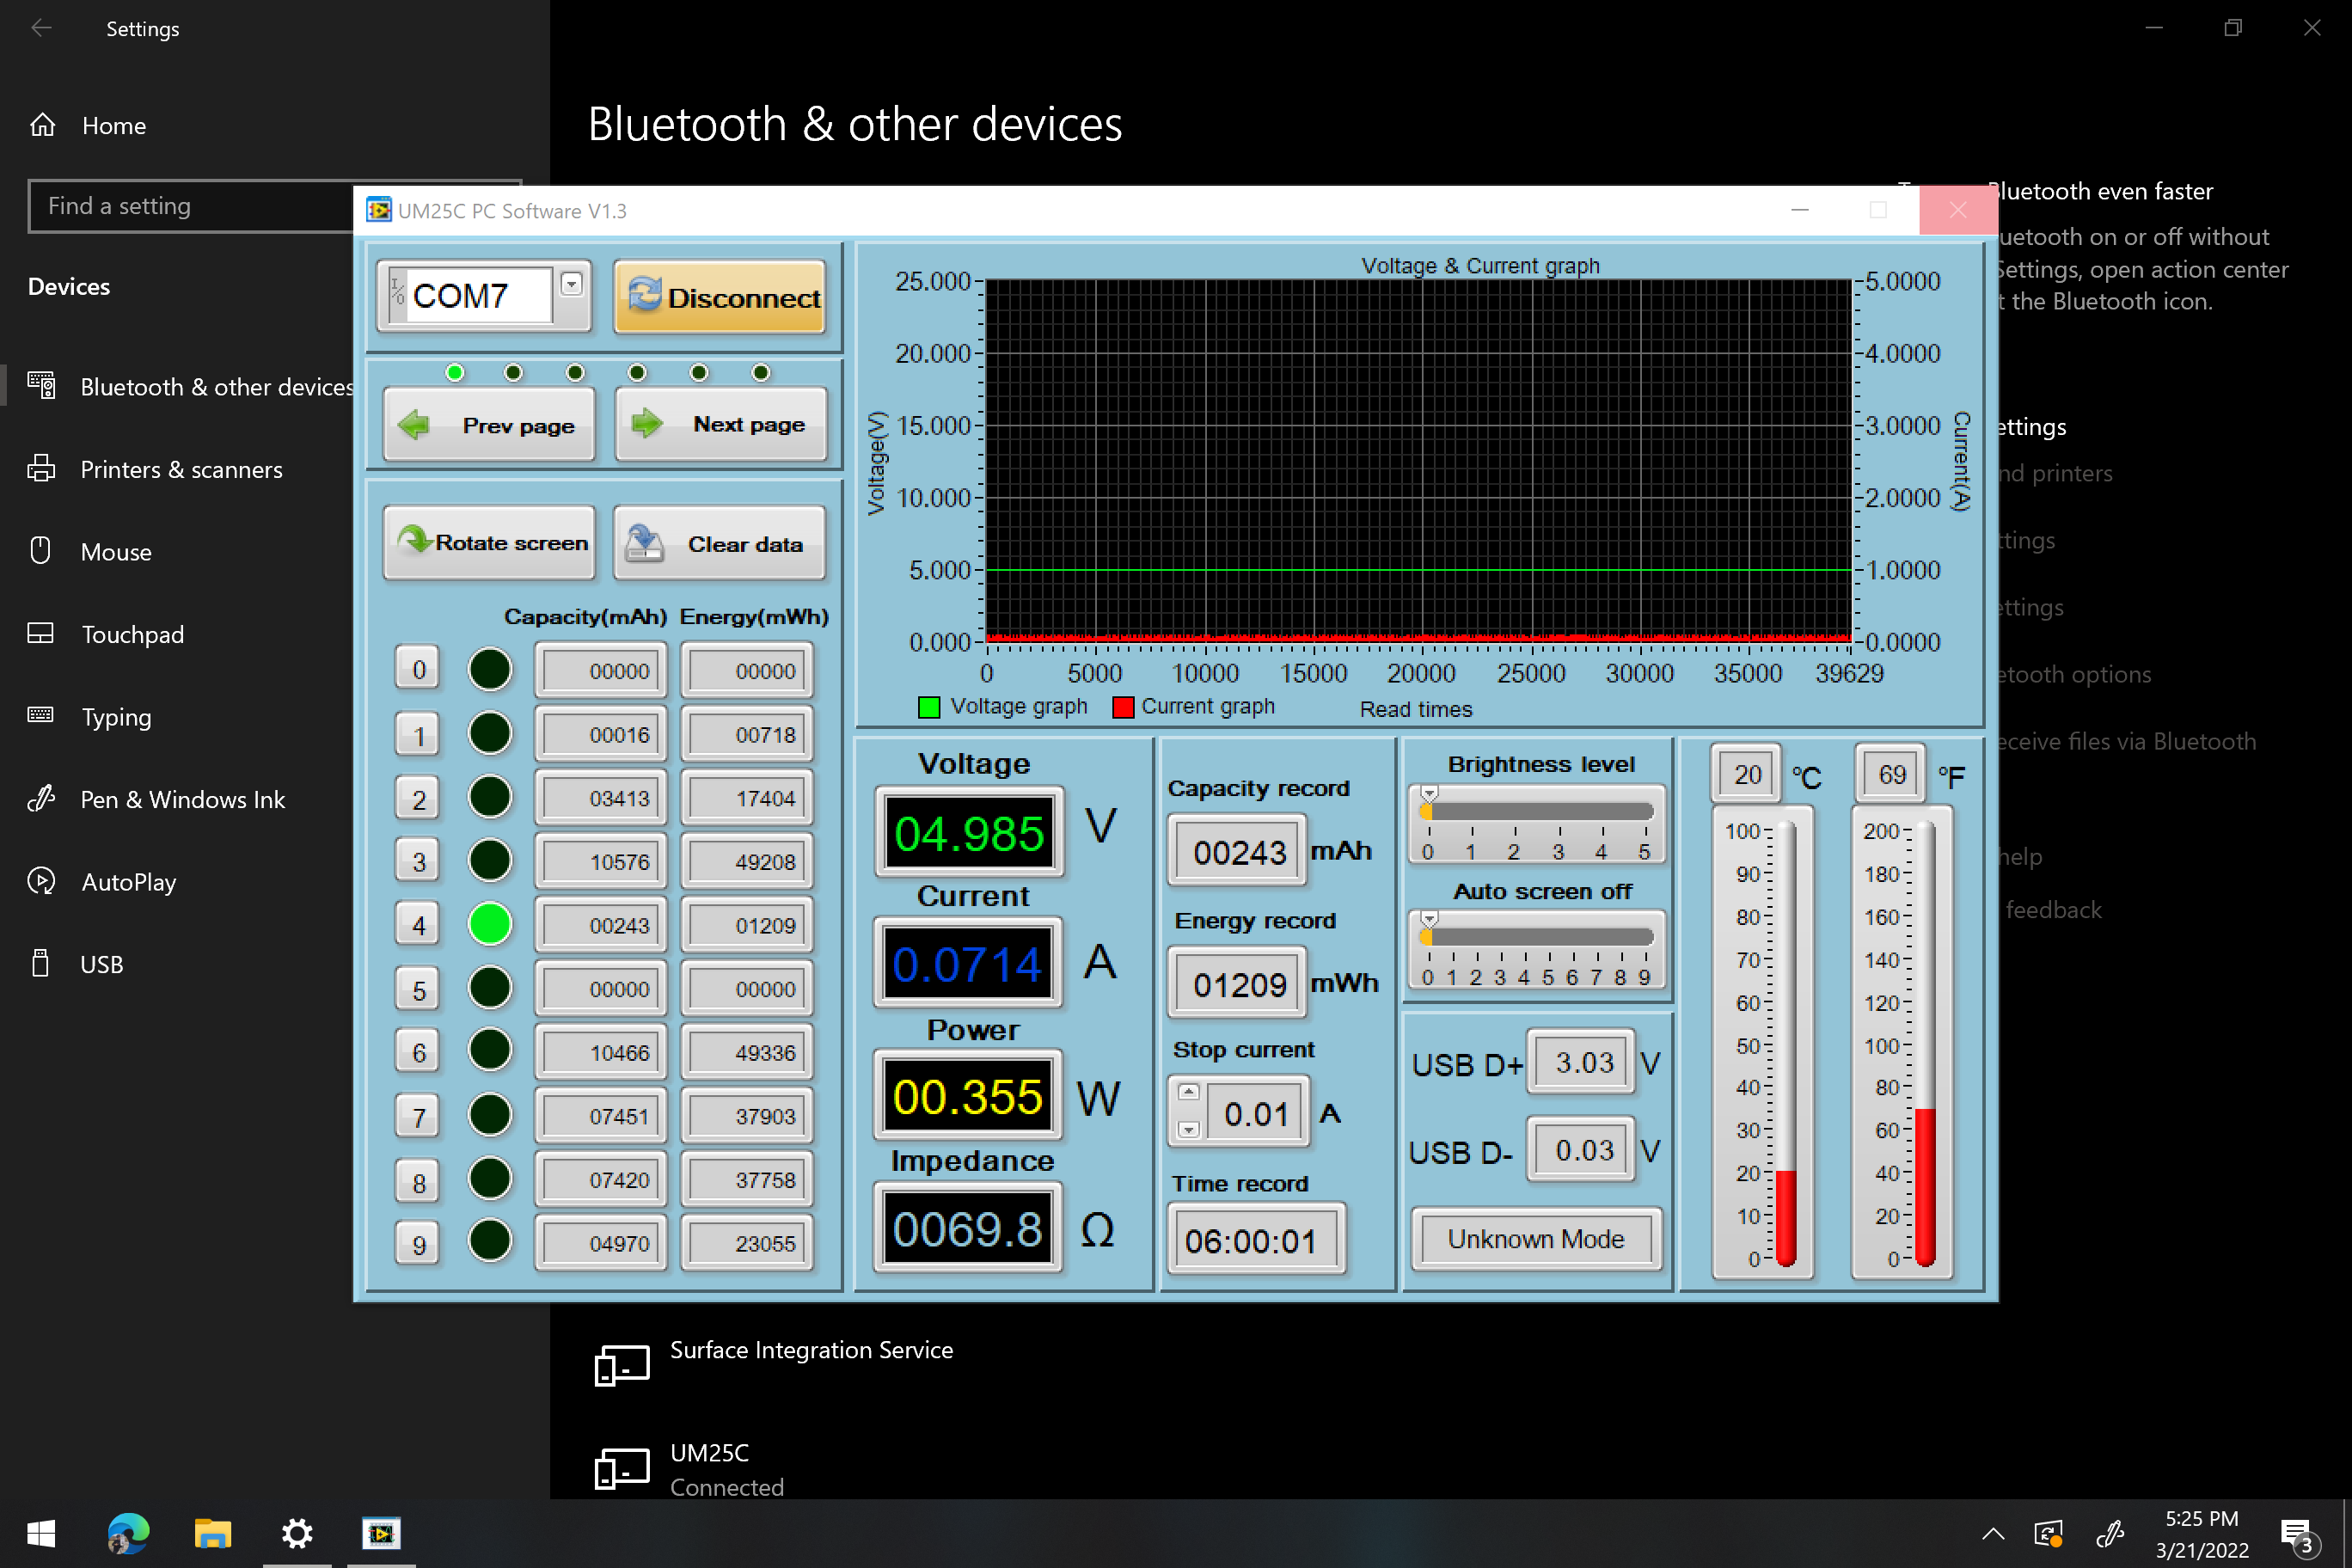 Settings
Home
Find a setting
Devices
Bluetooth & other devices
Printers & scanners
Mouse
Touchpad
Typing
Pen & Windows Ink
AutoPlay
USB
Bluetooth & other devices
Bluetooth even faster
uetooth on or off without
Settings, open action center
t the Bluetooth icon.
ettings
nd printers
ttings
ettings
etooth options
eceive files via Bluetooth
help
feedback
UM25C PC Software V1.3
I/O COM7
Disconnect
Prev page
Next page
Rotate screen
Clear data
Capacity(mAh) Energy(mWh)
0 00000 00000
1 00016 00718
2 03413 17404
3 10576 49208
4 00243 01209
5 00000 00000
6 10466 49336
7 07451 37903
8 07420 37758
9 04970 23055
Voltage & Current graph
25.000 5.0000
20.000 4.0000
15.000 3.0000
10.000 2.0000
5.000 1.0000
0.000 0.0000
Voltage(V)
Current(A)
0 5000 10000 15000 20000 25000 30000 35000 39629
Voltage graph Current graph Read times
Voltage
04.985 V
Current
0.0714 A
Power
00.355 W
Impedance
0069.8 Ω
Capacity record
00243 mAh
Energy record
01209 mWh
Stop current
0.01 A
Time record
06:00:01
Brightness level
0 1 2 3 4 5
Auto screen off
0 1 2 3 4 5 6 7 8 9
USB D+ 3.03 V
USB D- 0.03 V
Unknown Mode
20 °C
100
90
80
70
60
50
40
30
20
10
0
69 °F
200
180
160
140
120
100
80
60
40
20
0
Surface Integration Service
UM25C
Connected
5:25 PM
3/21/2022
3